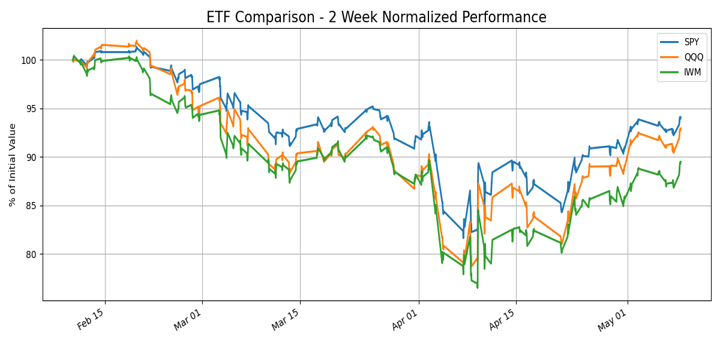 ETF Comparison - 2 Week Normalized Performance
SPY
QQQ
IWM
% of Initial Value
100
95
90
85
80
Feb 15
Mar 01
Mar 15
Apr 01
Apr 15
May 01